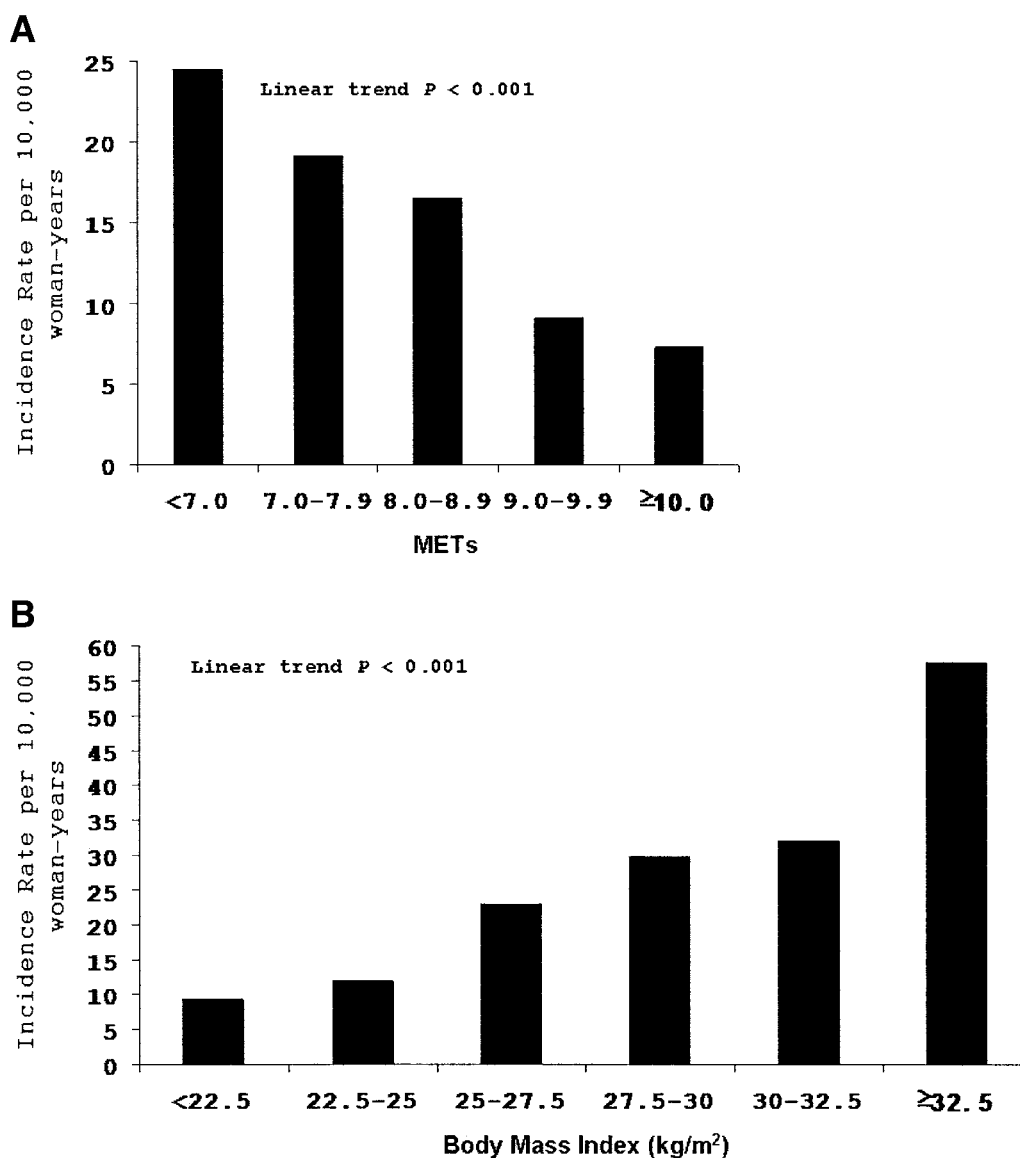 A
Incidence Rate per 10,000
woman-years
25
20
15
10
5
0
Linear trend P < 0.001
<7.0 7.0-7.9 8.0-8.9 9.0-9.9 ≥10.0
METs
B
Incidence Rate per 10,000
woman-years
60
55
50
45
40
35
30
25
20
15
10
5
0
Linear trend P < 0.001
<22.5 22.5-25 25-27.5 27.5-30 30-32.5 ≥32.5
Body Mass Index (kg/m²)